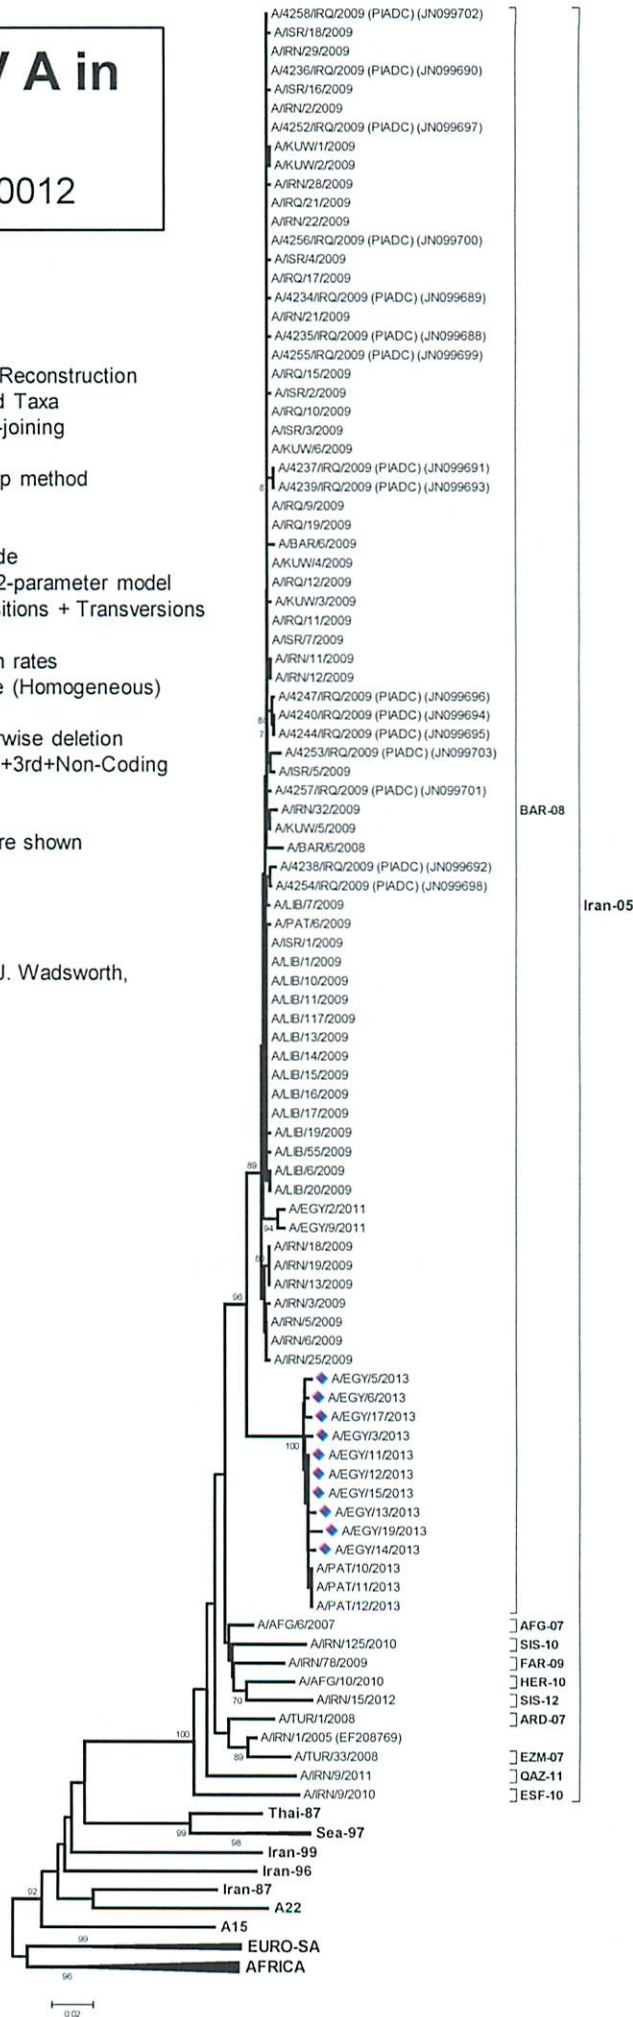 A in
0012
Reconstruction
Taxa
-joining
p method
de
2-parameter model
sitions + Transversions
n rates
e (Homogeneous)
rwise deletion
+3rd+Non-Coding
re shown
J. Wadsworth,
A/4258/IRQ/2009 (PIADC) (JN099702)
A/ISR/18/2009
A/IRN/29/2009
A/4236/IRQ/2009 (PIADC) (JN099690)
A/ISR/16/2009
A/IRN/2/2009
A/4252/IRQ/2009 (PIADC) (JN099697)
A/KUW/1/2009
A/KUW/2/2009
A/IRN/28/2009
A/IRQ/21/2009
A/IRN/22/2009
A/4256/IRQ/2009 (PIADC) (JN099700)
A/ISR/4/2009
A/IRQ/17/2009
A/4234/IRQ/2009 (PIADC) (JN099689)
A/IRN/21/2009
A/4235/IRQ/2009 (PIADC) (JN099688)
A/4255/IRQ/2009 (PIADC) (JN099699)
A/IRQ/15/2009
A/ISR/2/2009
A/IRQ/10/2009
A/ISR/3/2009
A/KUW/6/2009
A/4237/IRQ/2009 (PIADC) (JN099691)
A/4239/IRQ/2009 (PIADC) (JN099693)
A/IRQ/9/2009
A/IRQ/19/2009
A/BAR/6/2009
A/KUW/4/2009
A/IRQ/12/2009
A/KUW/3/2009
A/IRQ/11/2009
A/ISR/7/2009
A/IRN/11/2009
A/IRN/12/2009
A/4247/IRQ/2009 (PIADC) (JN099696)
A/4240/IRQ/2009 (PIADC) (JN099694)
A/4244/IRQ/2009 (PIADC) (JN099695)
A/4253/IRQ/2009 (PIADC) (JN099703)
A/ISR/5/2009
A/4257/IRQ/2009 (PIADC) (JN099701)
A/IRN/32/2009
BAR-08
A/KUW/5/2009
A/BAR/6/2008
A/4238/IRQ/2009 (PIADC) (JN099692)
A/4254/IRQ/2009 (PIADC) (JN099698)
A/LIB/7/2009
Iran-05
A/PAT/6/2009
A/ISR/1/2009
A/LIB/1/2009
A/LIB/10/2009
A/LIB/11/2009
A/LIB/117/2009
A/LIB/13/2009
A/LIB/14/2009
A/LIB/15/2009
A/LIB/16/2009
A/LIB/17/2009
A/LIB/19/2009
A/LIB/55/2009
A/LIB/6/2009
89
A/LIB/20/2009
A/EGY/2/2011
A/EGY/9/2011
94
A/IRN/18/2009
A/IRN/19/2009
A/IRN/13/2009
96
A/IRN/3/2009
A/IRN/5/2009
A/IRN/6/2009
A/IRN/25/2009
A/EGY/5/2013
A/EGY/6/2013
A/EGY/17/2013
A/EGY/3/2013
100
A/EGY/11/2013
A/EGY/12/2013
A/EGY/15/2013
A/EGY/13/2013
A/EGY/19/2013
A/EGY/14/2013
A/PAT/10/2013
A/PAT/11/2013
A/PAT/12/2013
A/AFG/6/2007 AFG-07
A/IRN/125/2010 SIS-10
A/IRN/78/2009 FAR-09
A/AFG/10/2010 HER-10
70 A/IRN/15/2012 SIS-12
A/TUR/1/2008 ARD-07
100
A/IRN/1/2005 (EF208769)
89 A/TUR/33/2008 EZM-07
A/IRN/9/2011 QAZ-11
A/IRN/9/2010 ESF-10
Thai-87
99
Sea-97
98
Iran-99
Iran-96
Iran-87
92
A22
A15
99
EURO-SA
AFRICA
96
0.02